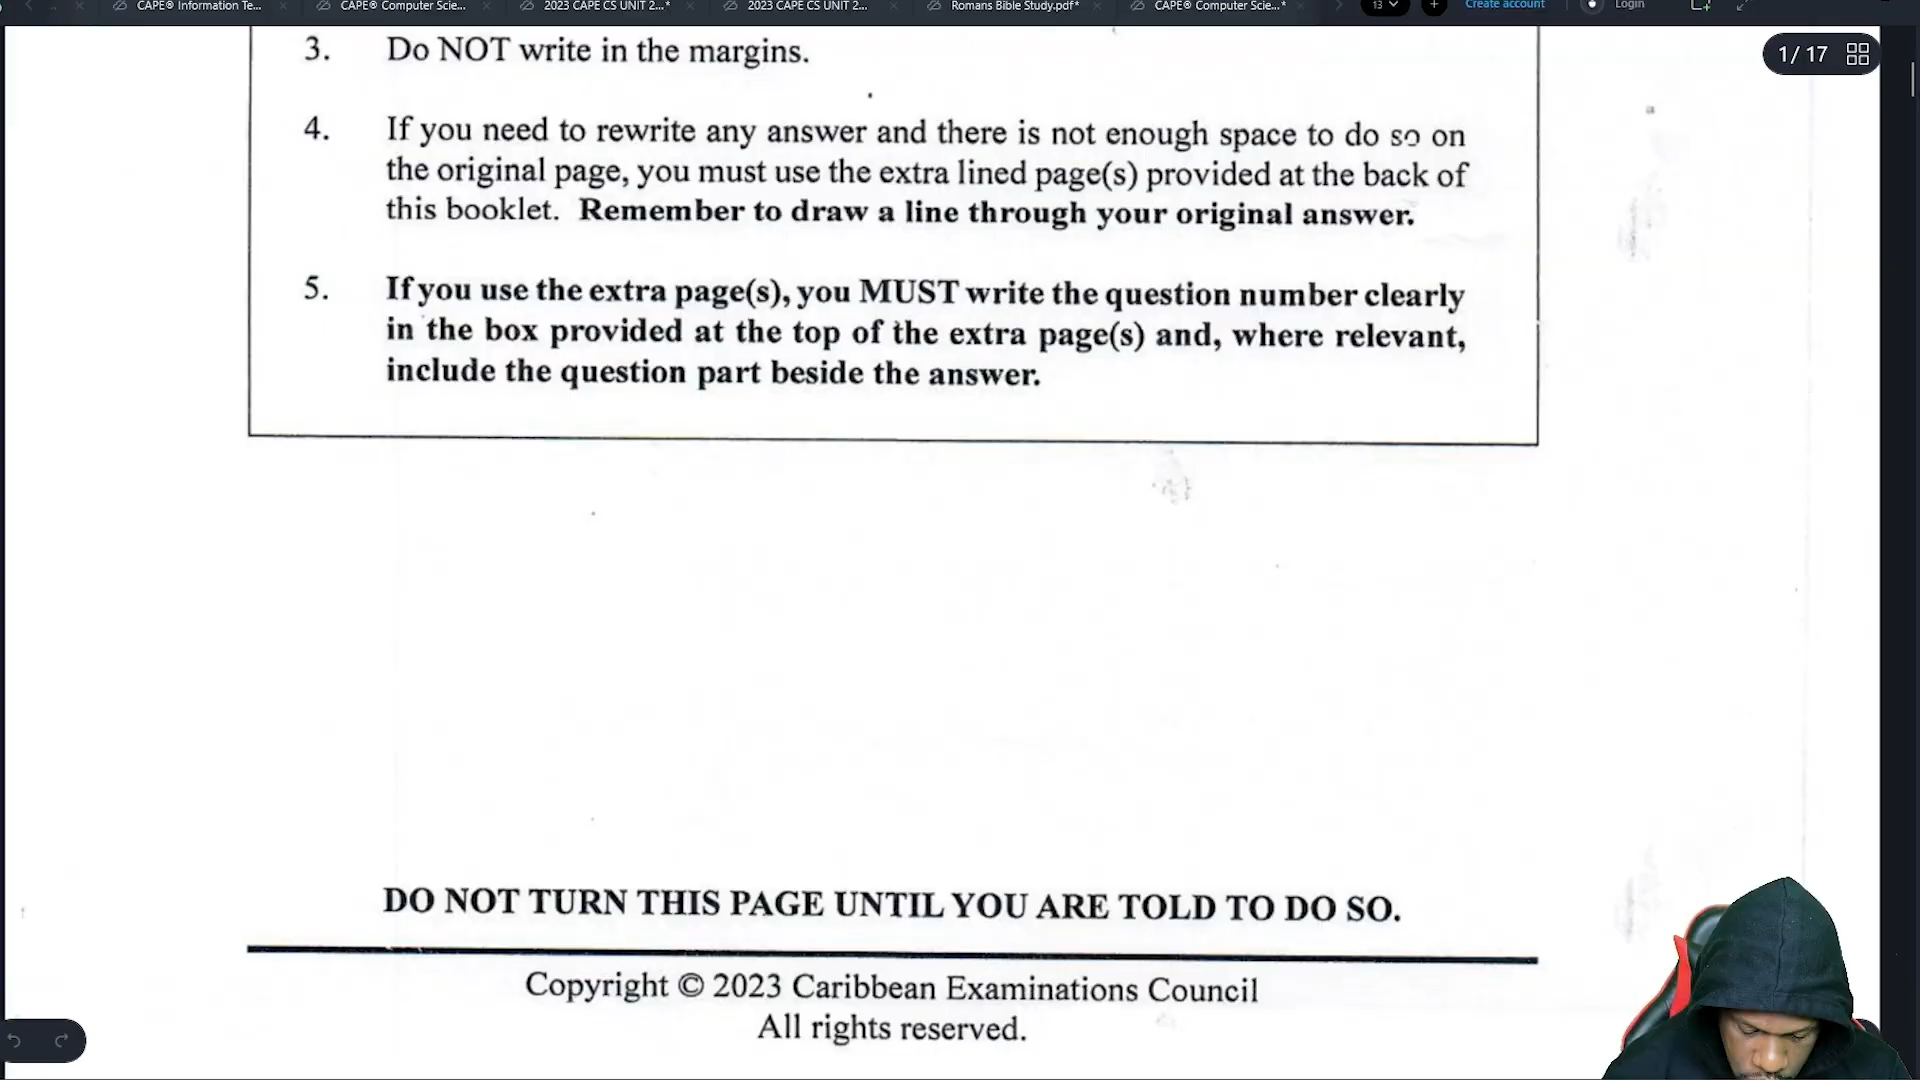 CAPE® Information Te...
CAPE® Computer Scie...
2023 CAPE CS UNIT 2...*
2023 CAPE CS UNIT 2...
Romans Bible Study.pdf*
CAPE® Computer Scie...*
13
Create account
Login
1/ 17
3. Do NOT write in the margins.
4. If you need to rewrite any answer and there is not enough space to do so on
the original page, you must use the extra lined page(s) provided at the back of
this booklet. Remember to draw a line through your original answer.
5. If you use the extra page(s), you MUST write the question number clearly
in the box provided at the top of the extra page(s) and, where relevant,
include the question part beside the answer.
DO NOT TURN THIS PAGE UNTIL YOU ARE TOLD TO DO SO.
Copyright © 2023 Caribbean Examinations Council
All rights reserved.